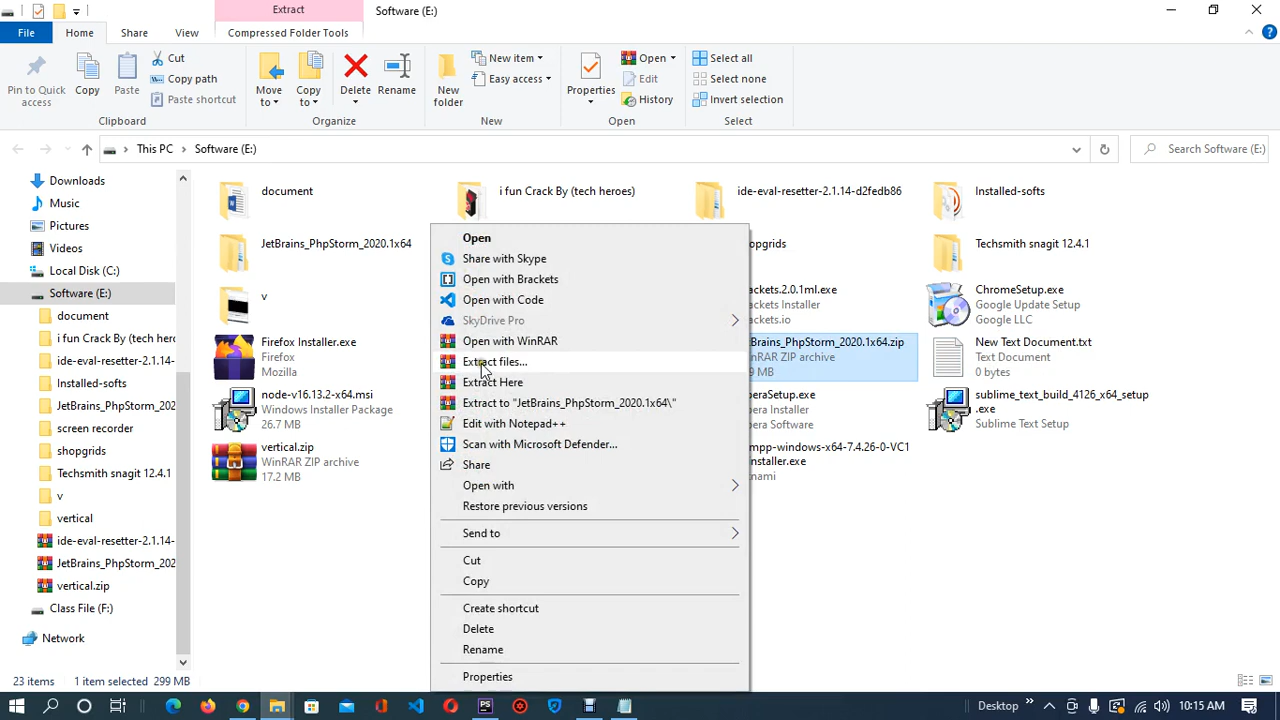 Extract
Software (E:)
File
Home
Share
View
Compressed Folder Tools
Pin to Quick access
Copy
Paste
Cut
Copy path
Paste shortcut
Clipboard
Move to
Copy to
Delete
Rename
Organize
New folder
New item
Easy access
New
Properties
Open
Edit
History
Open
Select all
Select none
Invert selection
Select
This PC
Software (E:)
Search Software (E:)
Downloads
Music
Pictures
Videos
Local Disk (C:)
Software (E:)
document
i fun Crack By (tech hero
ide-eval-resetter-2.1.14-
Installed-softs
JetBrains_PhpStorm_202
screen recorder
shopgrids
Techsmith snagit 12.4.1
v
vertical
ide-eval-resetter-2.1.14-
JetBrains_PhpStorm_202
vertical.zip
Class File (F:)
Network
document
i fun Crack By (tech heroes)
ide-eval-resetter-2.1.14-d2fedb86
Installed-softs
JetBrains_PhpStorm_2020.1x64
hopgrids
Techsmith snagit 12.4.1
v
ackets.2.0.1ml.exe
ackets Installer
ackets.io
ChromeSetup.exe
Google Update Setup
Google LLC
Firefox Installer.exe
Firefox
Mozilla
Brains_PhpStorm_2020.1x64.zip
nRAR ZIP archive
9 MB
New Text Document.txt
Text Document
0 bytes
node-v16.13.2-x64.msi
Windows Installer Package
26.7 MB
peraSetup.exe
pera Installer
era Software
sublime_text_build_4126_x64_setup
.exe
Sublime Text Setup
vertical.zip
WinRAR ZIP archive
17.2 MB
mpp-windows-x64-7.4.26-0-VC1
nstaller.exe
nami
Open
Share with Skype
Open with Brackets
Open with Code
SkyDrive Pro
Open with WinRAR
Extract files...
Extract Here
Extract to "JetBrains_PhpStorm_2020.1x64\"
Edit with Notepad++
Scan with Microsoft Defender...
Share
Open with
Restore previous versions
Send to
Cut
Copy
Create shortcut
Delete
Rename
Properties
23 items
1 item selected 299 MB
PS
Desktop
10:15 AM